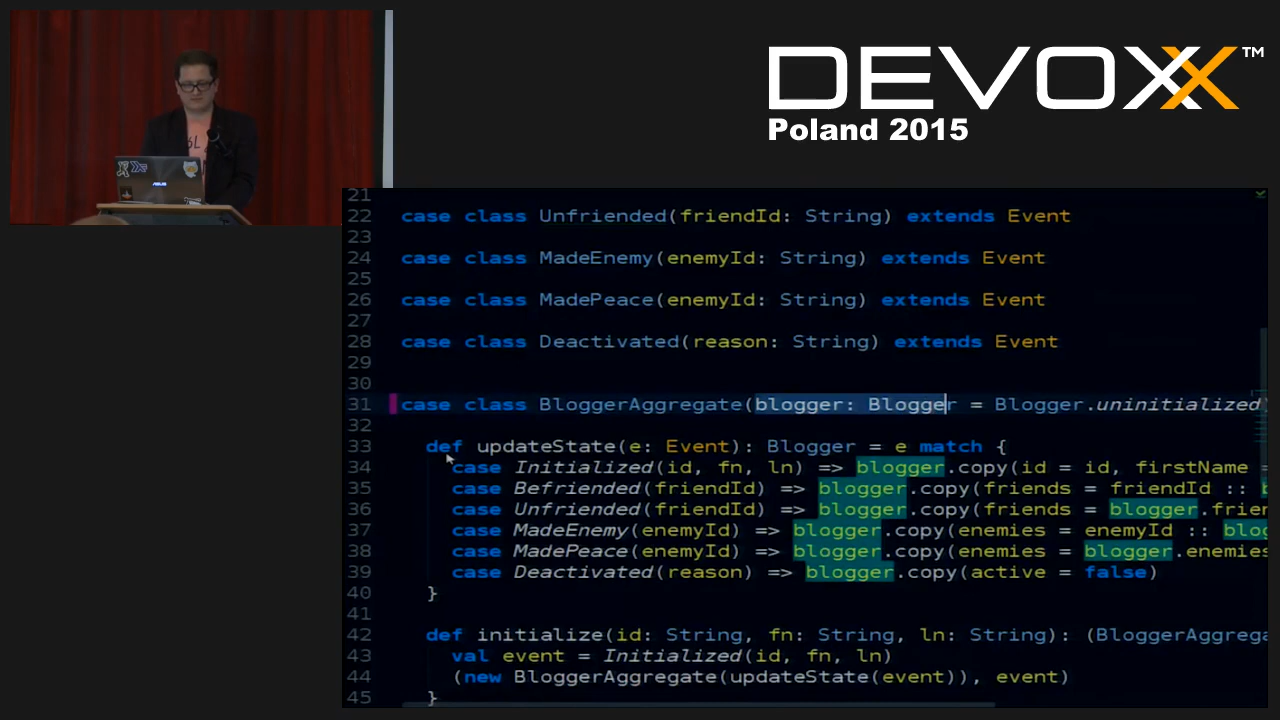 DEVOXX™
Poland 2015
21
22 case class Unfriended(friendId: String) extends Event
23
24 case class MadeEnemy(enemyId: String) extends Event
25
26 case class MadePeace(enemyId: String) extends Event
27
28 case class Deactivated(reason: String) extends Event
29
30
31 case class BloggerAggregate(blogger: Blogger = Blogger.uninitialized)
32
33 def updateState(e: Event): Blogger = e match {
34 case Initialized(id, fn, ln) => blogger.copy(id = id, firstName =
35 case Befriended(friendId) => blogger.copy(friends = friendId :: b
36 case Unfriended(friendId) => blogger.copy(friends = blogger.frien
37 case MadeEnemy(enemyId) => blogger.copy(enemies = enemyId :: blog
38 case MadePeace(enemyId) => blogger.copy(enemies = blogger.enemies
39 case Deactivated(reason) => blogger.copy(active = false)
40 }
41
42 def initialize(id: String, fn: String, ln: String): (BloggerAggrega
43 val event = Initialized(id, fn, ln)
44 (new BloggerAggregate(updateState(event)), event)
45 }